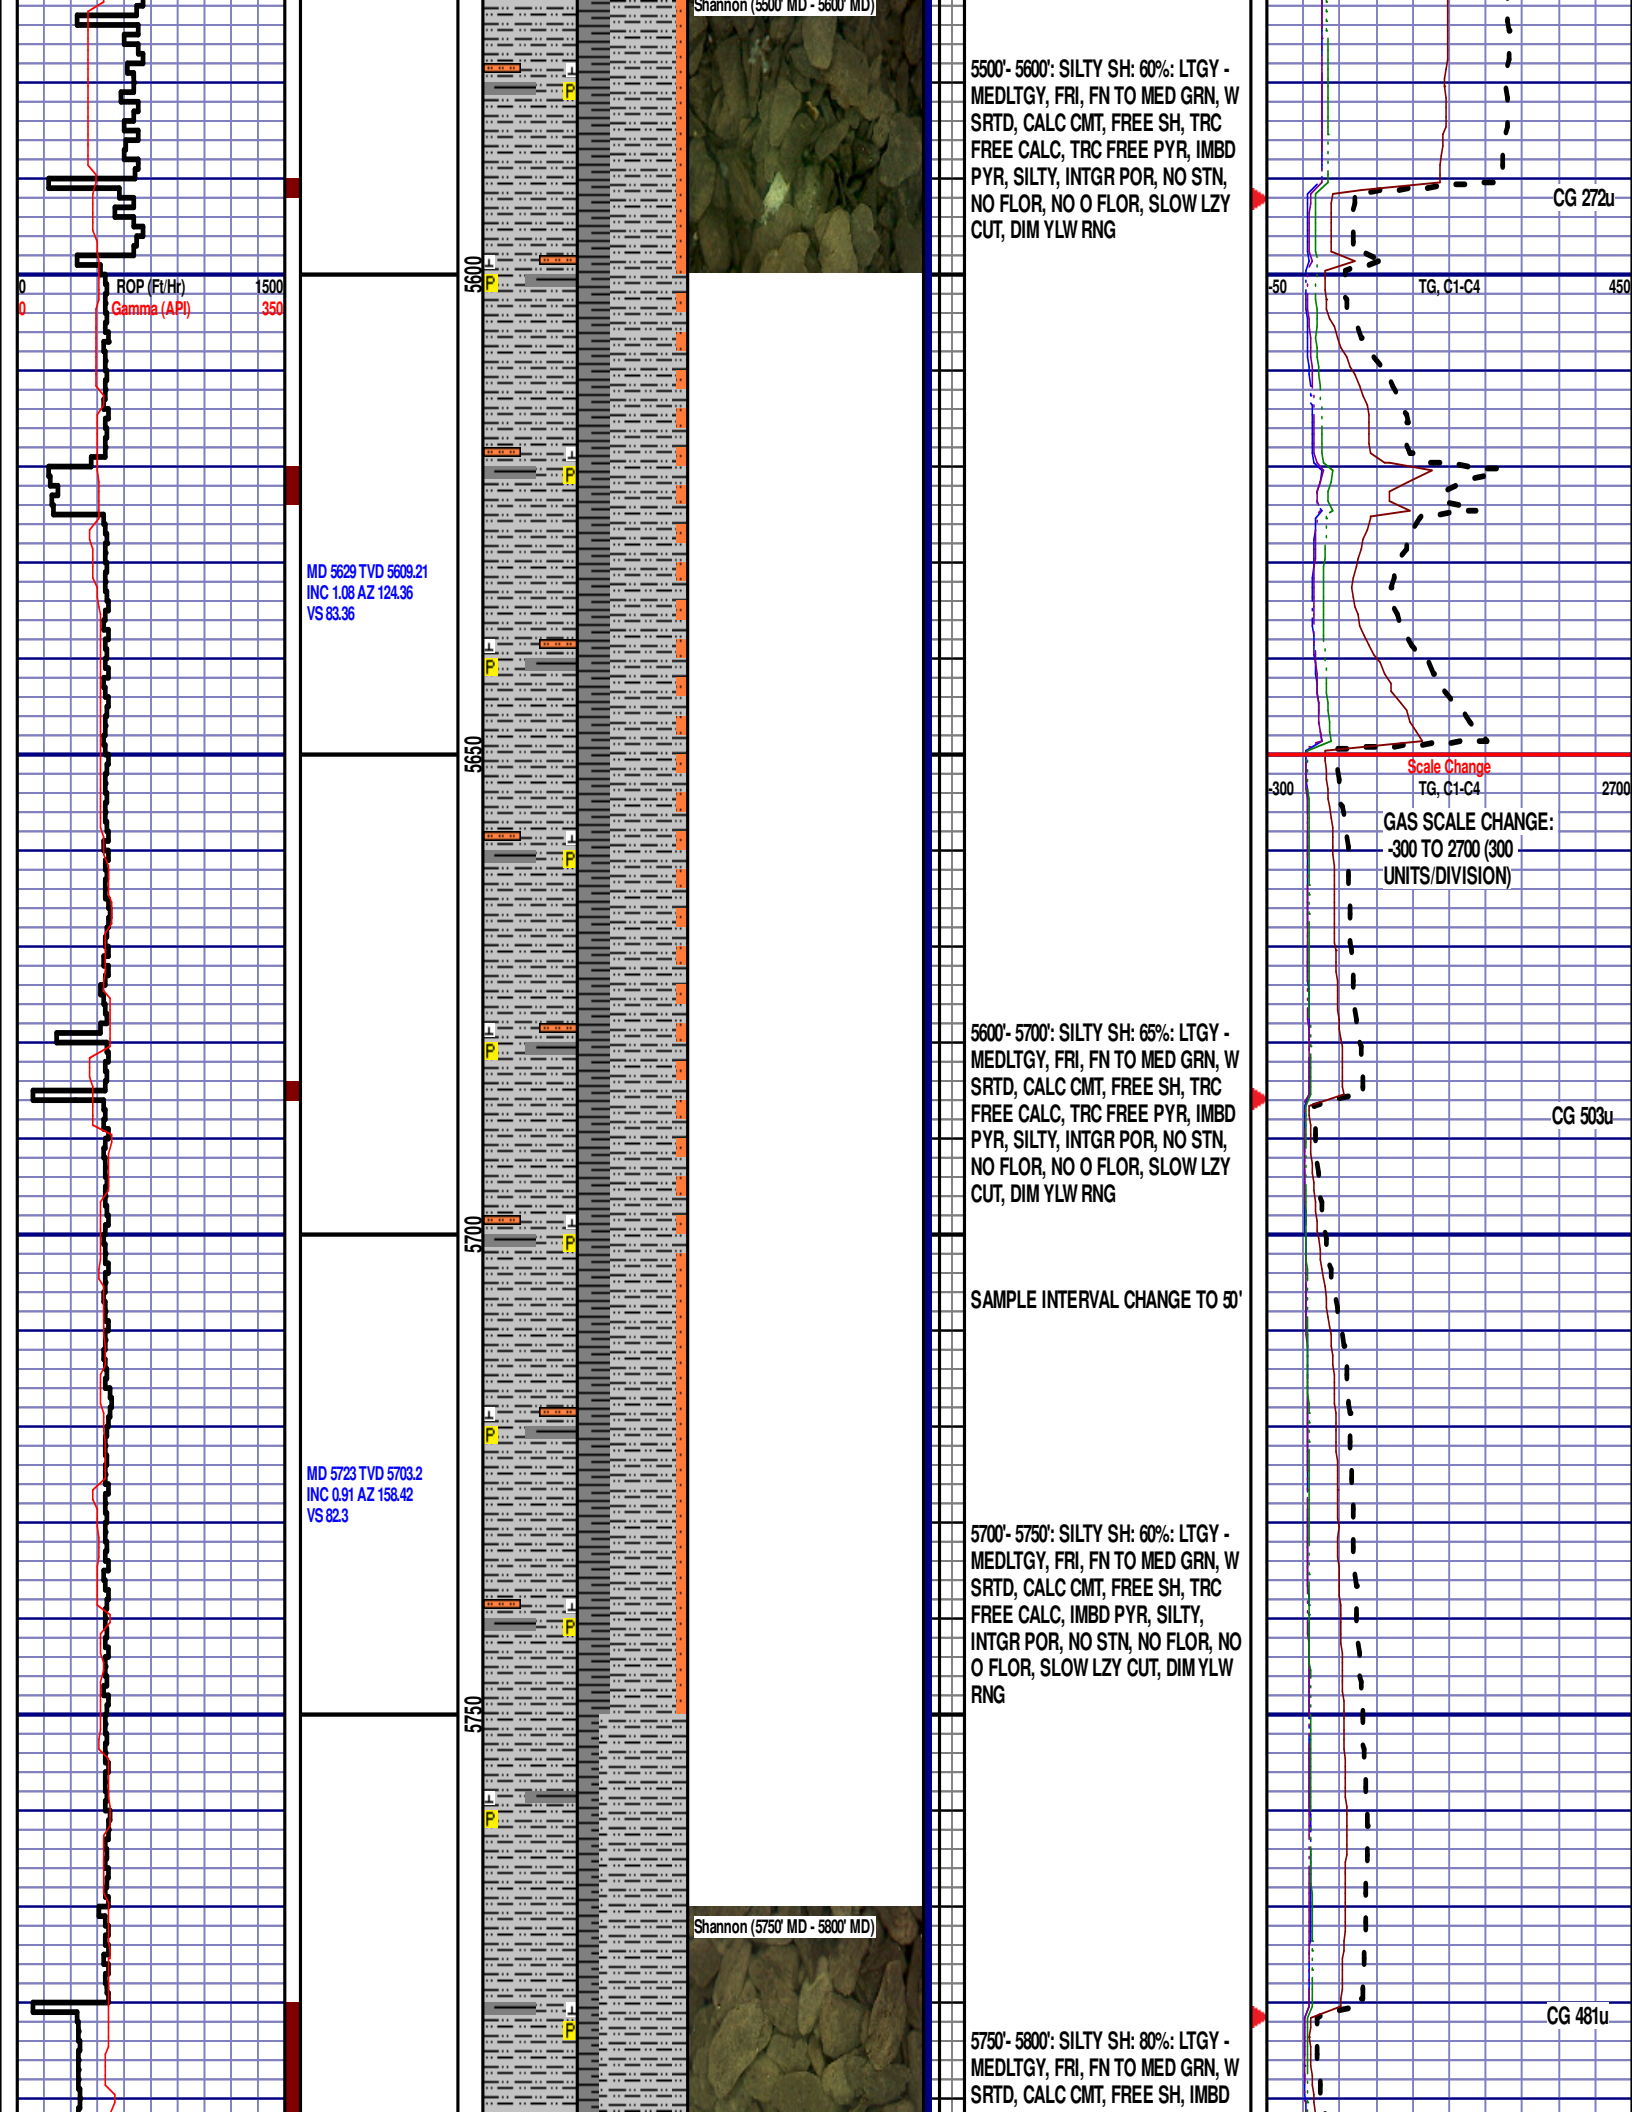 Shannon (5500' MD - 5600' MD)
5500'- 5600': SILTY SH: 60%: LTGY -
MEDLTGY, FRI, FN TO MED GRN, W
SRTD, CALC CMT, FREE SH, TRC
FREE CALC, TRC FREE PYR, IMBD
PYR, SILTY, INTGR POR, NO STN,
NO FLOR, NO O FLOR, SLOW LZY
CUT, DIM YLW RNG
CG 272u
5600
0 ROP (Ft/Hr) 1500
0 Gamma (API) 350
-50 TG, C1-C4 450
MD 5629 TVD 5609.21
INC 1.08 AZ 124.36
VS 83.36
5650
Scale Change
-300 TG, C1-C4 2700
GAS SCALE CHANGE:
-300 TO 2700 (300
UNITS/DIVISION)
5600'- 5700': SILTY SH: 65%: LTGY -
MEDLTGY, FRI, FN TO MED GRN, W
SRTD, CALC CMT, FREE SH, TRC
FREE CALC, TRC FREE PYR, IMBD
PYR, SILTY, INTGR POR, NO STN,
NO FLOR, NO O FLOR, SLOW LZY
CUT, DIM YLW RNG
CG 503u
5700
SAMPLE INTERVAL CHANGE TO 50'
MD 5723 TVD 5703.2
INC 0.91 AZ 158.42
VS 82.3
5700'- 5750': SILTY SH: 60%: LTGY -
MEDLTGY, FRI, FN TO MED GRN, W
SRTD, CALC CMT, FREE SH, TRC
FREE CALC, IMBD PYR, SILTY,
INTGR POR, NO STN, NO FLOR, NO
O FLOR, SLOW LZY CUT, DIM YLW
RNG
5750
Shannon (5750' MD - 5800' MD)
CG 481u
5750'- 5800': SILTY SH: 80%: LTGY -
MEDLTGY, FRI, FN TO MED GRN, W
SRTD, CALC CMT, FREE SH, IMBD
P
P
P
P
P
P
P
P
P
P
P